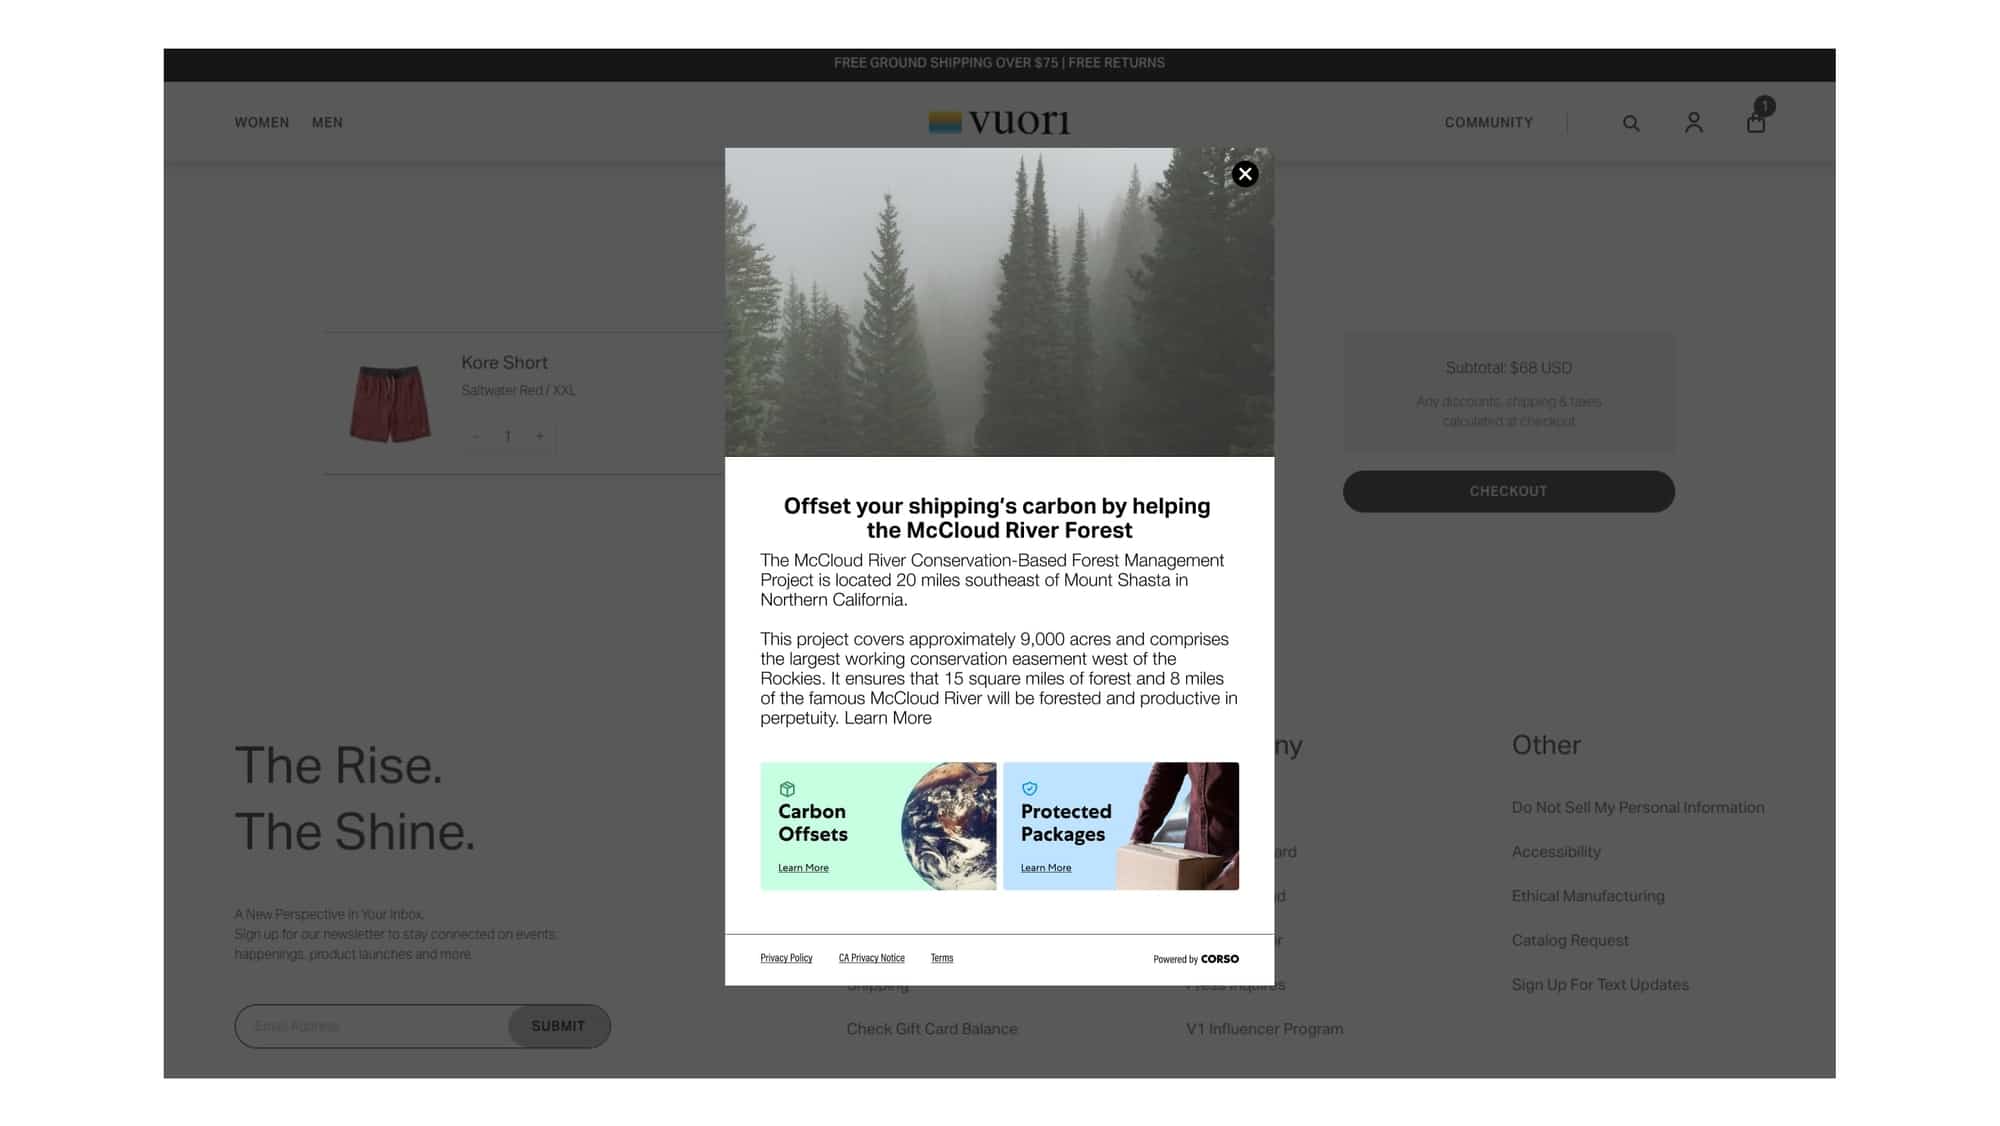 FREE GROUND SHIPPING OVER $75 | FREE RETURNS
WOMEN MEN
vuori
COMMUNITY
1
Kore Short
Saltwater Red / XXL
- 1 +
Subtotal: $68 USD
Any discounts, shipping & taxes
calculated at checkout
CHECKOUT
Offset your shipping's carbon by helping
the McCloud River Forest
The McCloud River Conservation-Based Forest Management
Project is located 20 miles southeast of Mount Shasta in
Northern California.
This project covers approximately 9,000 acres and comprises
the largest working conservation easement west of the
Rockies. It ensures that 15 square miles of forest and 8 miles
of the famous McCloud River will be forested and productive in
perpetuity. Learn More
Carbon
Offsets
Learn More
Protected
Packages
Learn More
Privacy Policy CA Privacy Notice Terms
Powered by CORSO
The Rise.
The Shine.
A New Perspective in Your Inbox.
Sign up for our newsletter to stay connected on events,
happenings, product launches and more.
Email Address
SUBMIT
Shipping
Check Gift Card Balance
ny
ard
d
r
Press Inquires
V1 Influencer Program
Other
Do Not Sell My Personal Information
Accessibility
Ethical Manufacturing
Catalog Request
Sign Up For Text Updates